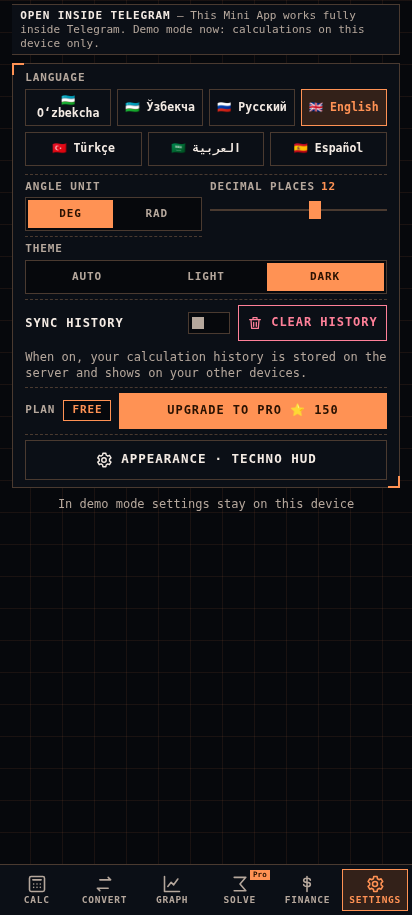 OPEN INSIDE TELEGRAM — This Mini App works fully
inside Telegram. Demo mode now: calculations on this
device only.
LANGUAGE
🇺🇿 Oʻzbekcha
🇺🇿 Ўзбекча
🇷🇺 Русский
🇬🇧 English
🇹🇷 Türkçe
🇸🇦 العربية
🇪🇸 Español
ANGLE UNIT
DECIMAL PLACES 12
DEG
RAD
THEME
AUTO
LIGHT
DARK
SYNC HISTORY
CLEAR HISTORY
When on, your calculation history is stored on the
server and shows on your other devices.
PLAN
FREE
UPGRADE TO PRO ⭐ 150
APPEARANCE · TECHNO HUD
In demo mode settings stay on this device
CALC
CONVERT
GRAPH
SOLVE
Pro
FINANCE
SETTINGS